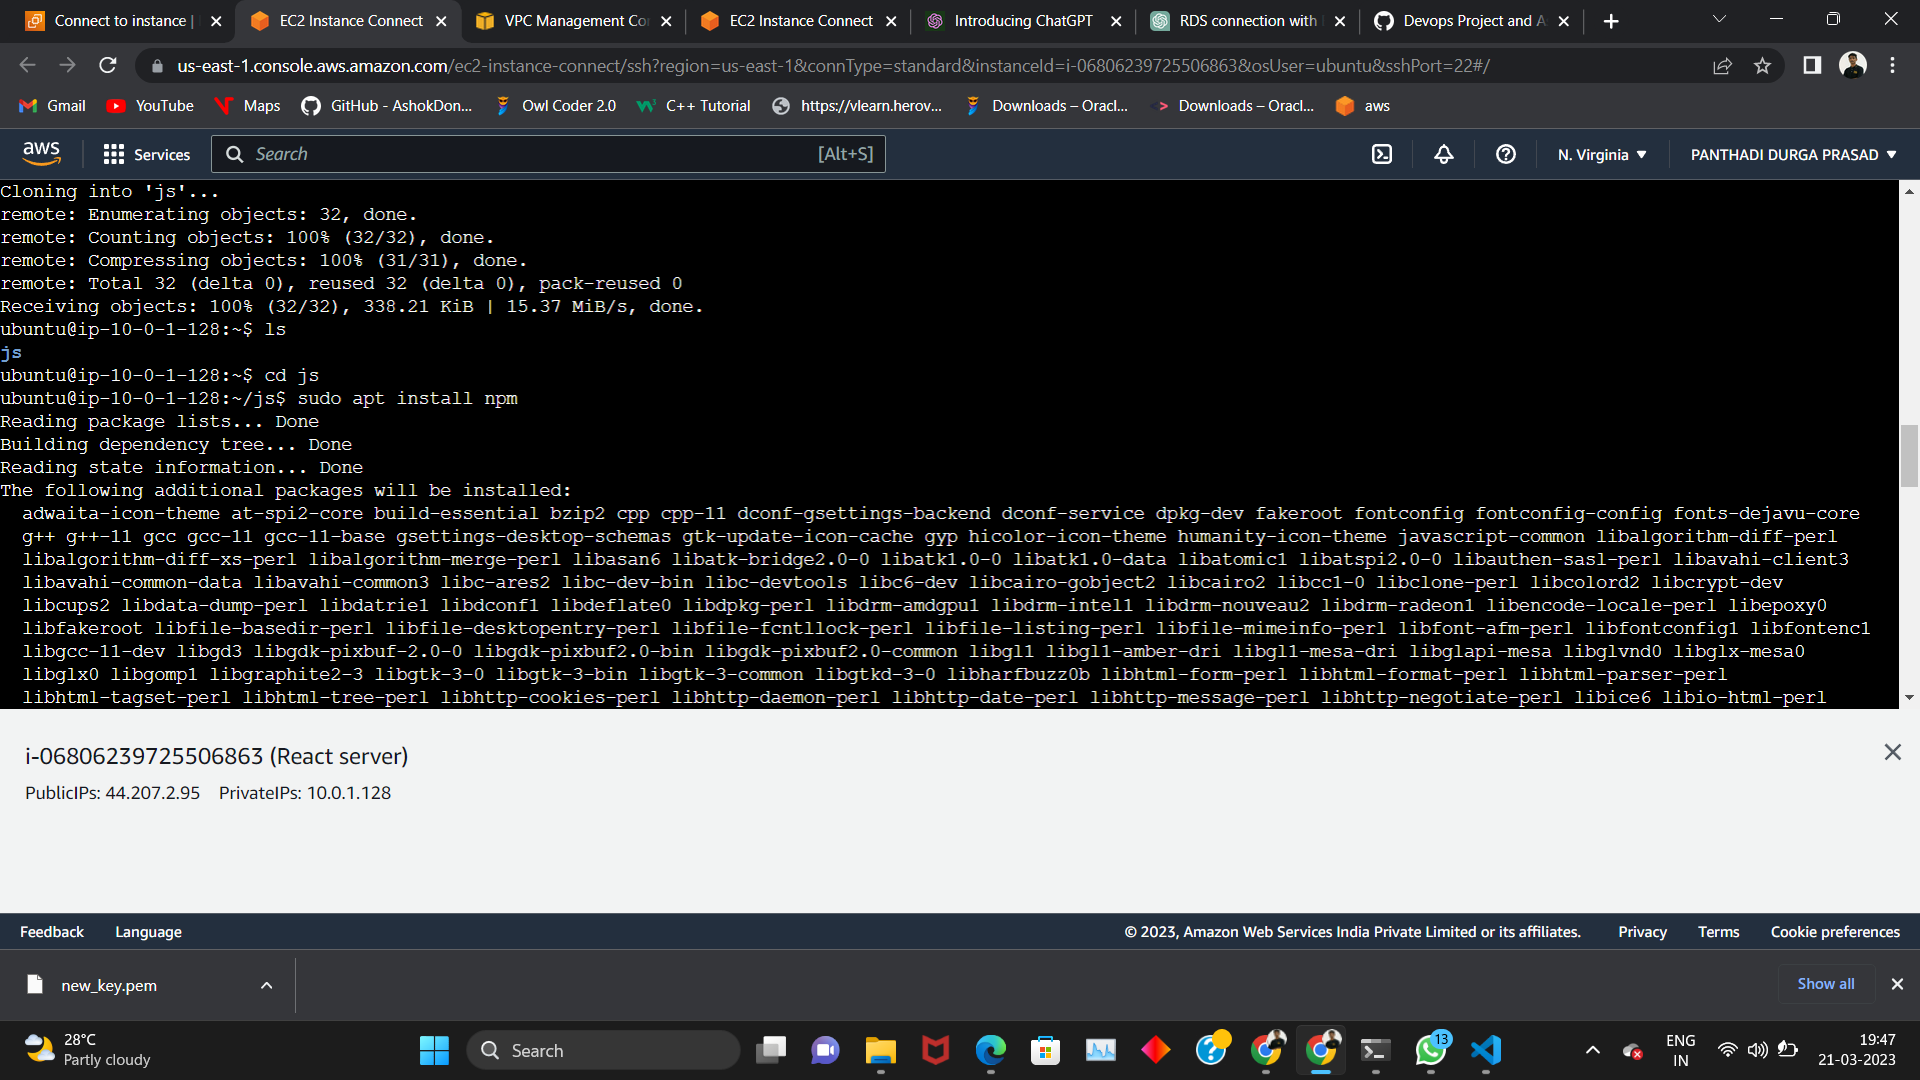 Connect to instance |
EC2 Instance Connect
VPC Management Co
EC2 Instance Connect
Introducing ChatGPT
RDS connection with
Devops Project and A
us-east-1.console.aws.amazon.com/ec2-instance-connect/ssh?region=us-east-1&connType=standard&instanceId=i-06806239725506863&osUser=ubuntu&sshPort=22#/
Gmail
YouTube
Maps
GitHub - AshokDon...
Owl Coder 2.0
C++ Tutorial
https://vlearn.herov...
Downloads – Oracl...
Downloads – Oracl...
aws
aws
Services
Search
[Alt+S]
N. Virginia
PANTHADI DURGA PRASAD
Cloning into 'js'...
remote: Enumerating objects: 32, done.
remote: Counting objects: 100% (32/32), done.
remote: Compressing objects: 100% (31/31), done.
remote: Total 32 (delta 0), reused 32 (delta 0), pack-reused 0
Receiving objects: 100% (32/32), 338.21 KiB | 15.37 MiB/s, done.
ubuntu@ip-10-0-1-128:~$ ls
js
ubuntu@ip-10-0-1-128:~$ cd js
ubuntu@ip-10-0-1-128:~/js$ sudo apt install npm
Reading package lists... Done
Building dependency tree... Done
Reading state information... Done
The following additional packages will be installed:
adwaita-icon-theme at-spi2-core build-essential bzip2 cpp cpp-11 dconf-gsettings-backend dconf-service dpkg-dev fakeroot fontconfig fontconfig-config fonts-dejavu-core
g++ g++-11 gcc gcc-11 gcc-11-base gsettings-desktop-schemas gtk-update-icon-cache gyp hicolor-icon-theme humanity-icon-theme javascript-common libalgorithm-diff-perl
libalgorithm-diff-xs-perl libalgorithm-merge-perl libasan6 libatk-bridge2.0-0 libatk1.0-0 libatk1.0-data libatomic1 libatspi2.0-0 libauthen-sasl-perl libavahi-client3
libavahi-common-data libavahi-common3 libc-ares2 libc-dev-bin libc-devtools libc6-dev libcairo-gobject2 libcairo2 libcc1-0 libclone-perl libcolord2 libcrypt-dev
libcups2 libdata-dump-perl libdatrie1 libdconf1 libdeflate0 libdpkg-perl libdrm-amdgpu1 libdrm-intel1 libdrm-nouveau2 libdrm-radeon1 libencode-locale-perl libepoxy0
libfakeroot libfile-basedir-perl libfile-desktopentry-perl libfile-fcntllock-perl libfile-listing-perl libfile-mimeinfo-perl libfont-afm-perl libfontconfig1 libfontenc1
libgcc-11-dev libgd3 libgdk-pixbuf-2.0-0 libgdk-pixbuf2.0-bin libgdk-pixbuf2.0-common libgl1 libgl1-amber-dri libgl1-mesa-dri libglapi-mesa libglvnd0 libglx-mesa0
libglx0 libgomp1 libgraphite2-3 libgtk-3-0 libgtk-3-bin libgtk-3-common libgtkd-3-0 libharfbuzz0b libhtml-form-perl libhtml-format-perl libhtml-parser-perl
libhtml-tagset-perl libhtml-tree-perl libhttp-cookies-perl libhttp-daemon-perl libhttp-date-perl libhttp-message-perl libhttp-negotiate-perl libice6 libio-html-perl
i-06806239725506863 (React server)
PublicIPs: 44.207.2.95 PrivateIPs: 10.0.1.128
Feedback
Language
© 2023, Amazon Web Services India Private Limited or its affiliates.
Privacy
Terms
Cookie preferences
new_key.pem
Show all
28°C
Partly cloudy
Search
13
ENG
IN
19:47
21-03-2023